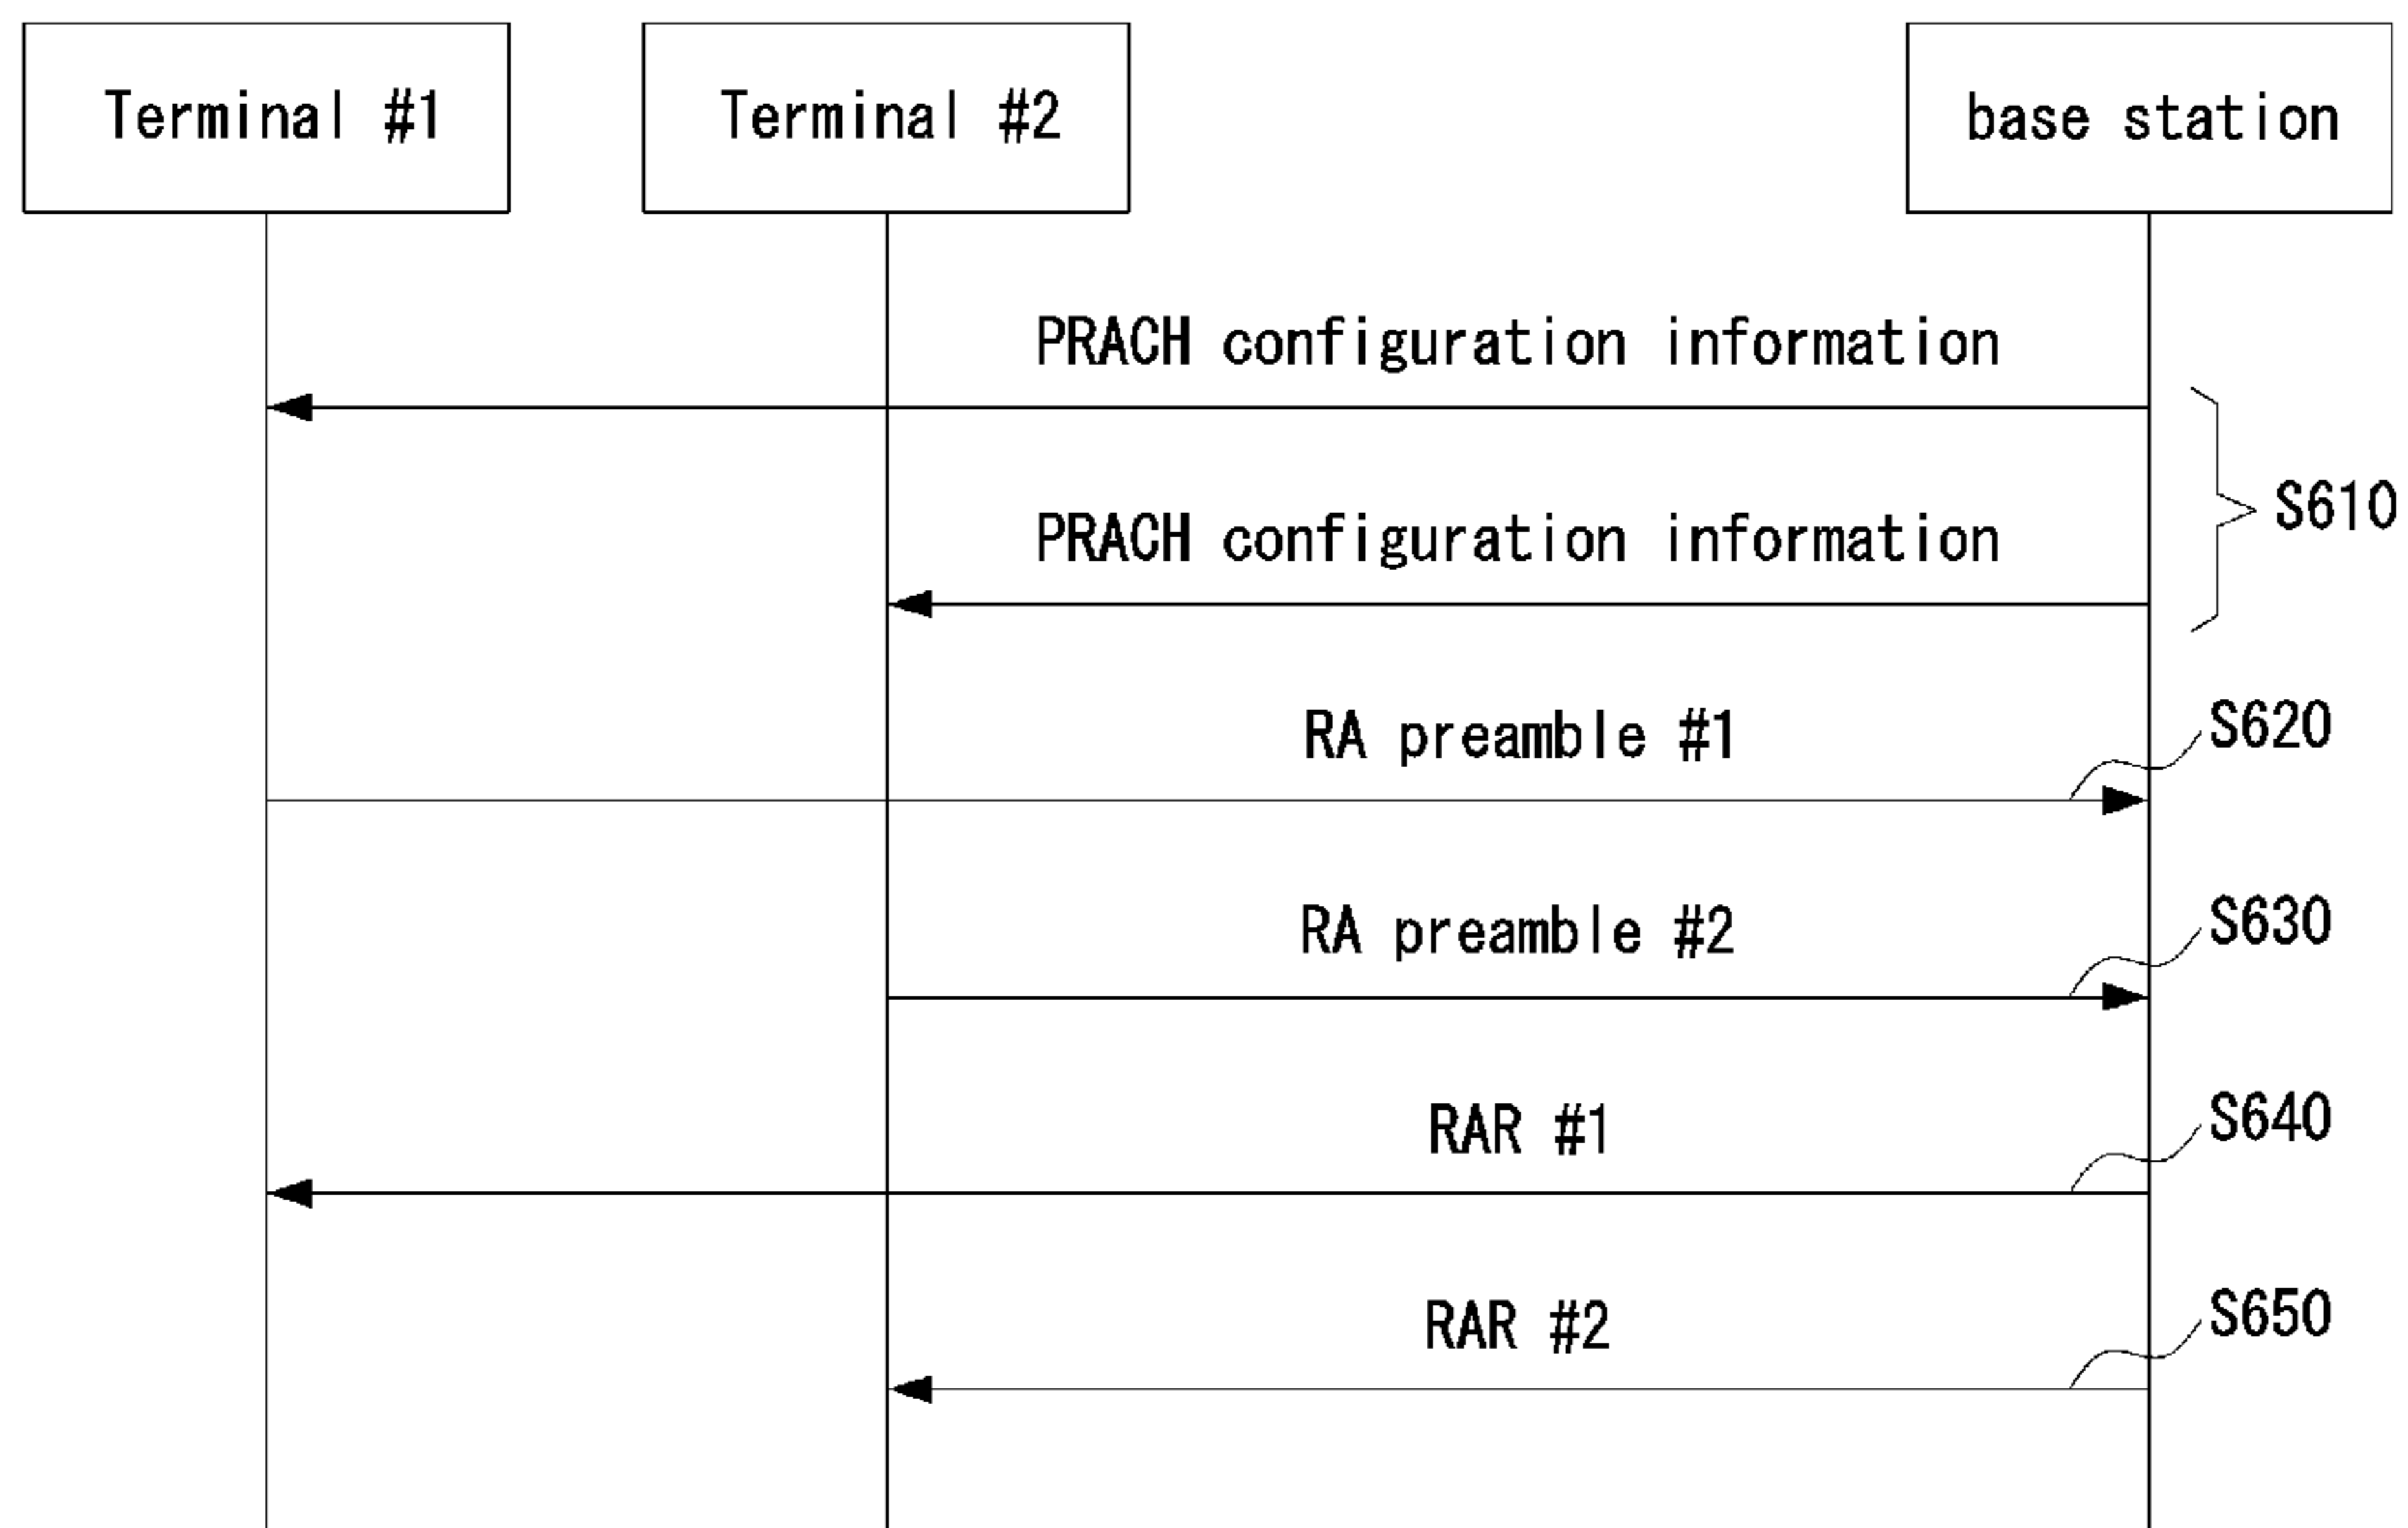 Terminal #1
Terminal #2
base station
PRACH configuration information
PRACH configuration information
S610
RA preamble #1
S620
RA preamble #2
S630
RAR #1
S640
RAR #2
S650